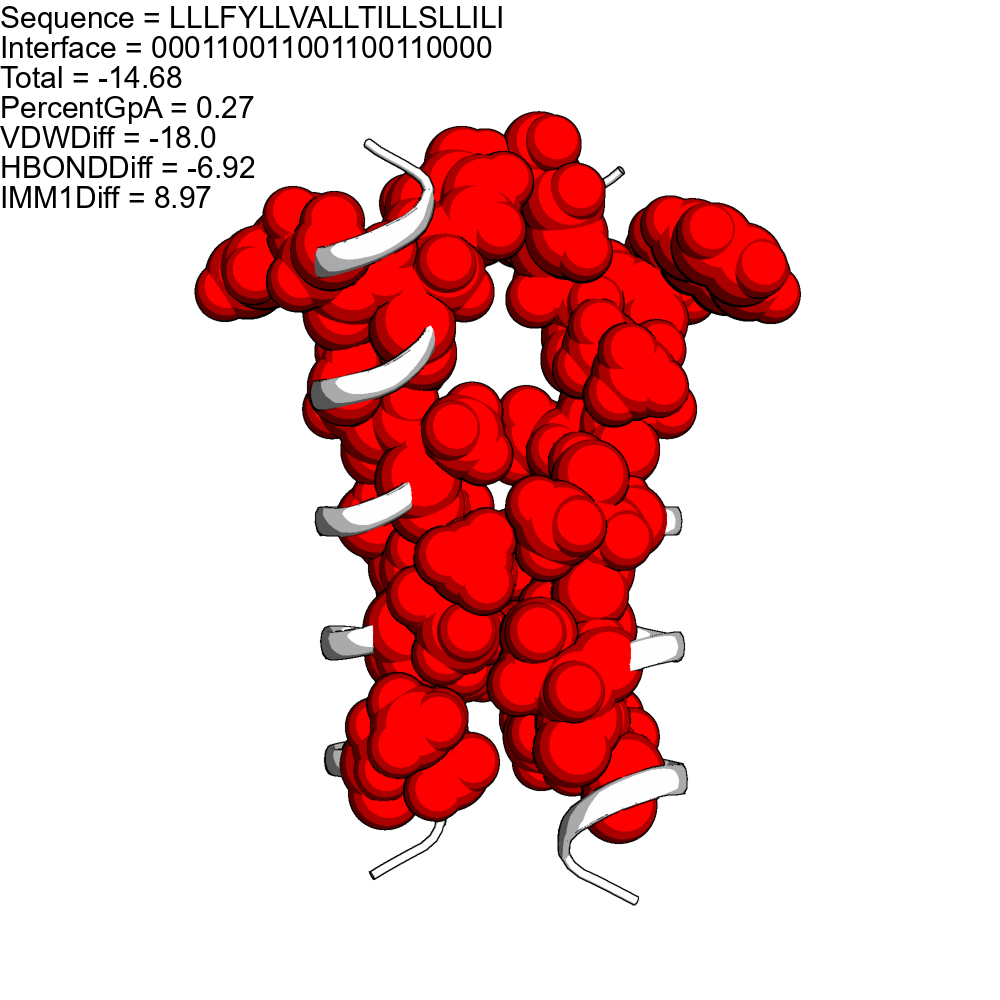 Sequence = LLLFYLLVALLTILLSLLILI
Interface = 000110011001100110000
Total = -14.68
PercentGpA = 0.27
VDWDiff = -18.0
HBONDDiff = -6.92
IMM1Diff = 8.97